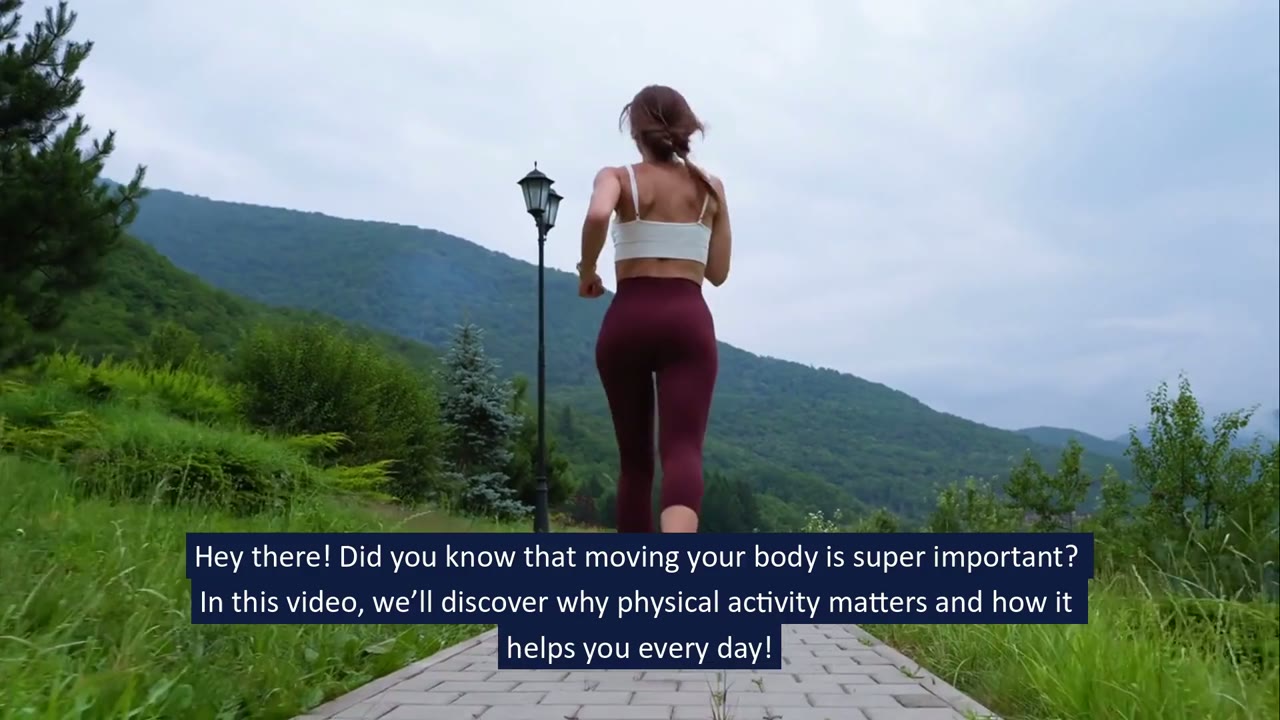 Hey there! Did you know that moving your body is super important?
In this video, we’ll discover why physical activity matters and how it
helps you every day!